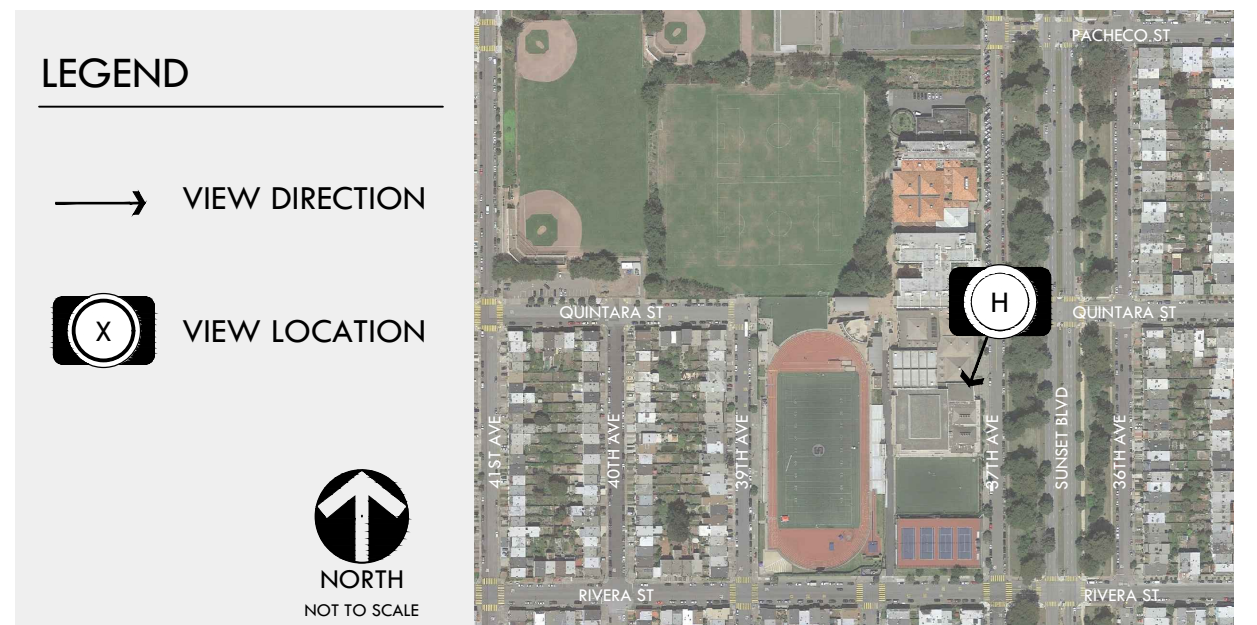 LEGEND
VIEW DIRECTION
X
VIEW LOCATION
NORTH
NOT TO SCALE
PACHECO ST
H
QUINTARA ST
QUINTARA ST
41ST AVE
40TH AVE
39TH AVE
37TH AVE
SUNSET BLVD
36TH AVE
RIVERA ST
RIVERA ST